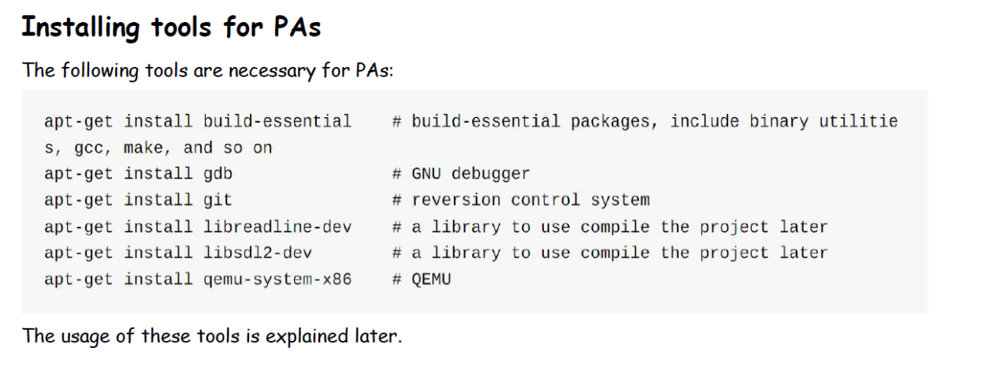 Installing tools for PAs
The following tools are necessary for PAs:
apt-get install build-essential    # build-essential packages, include binary utilitie
s, gcc, make, and so on
apt-get install gdb                # GNU debugger
apt-get install git                # reversion control system
apt-get install libreadline-dev    # a library to use compile the project later
apt-get install libsdl2-dev        # a library to use compile the project later
apt-get install qemu-system-x86    # QEMU
The usage of these tools is explained later.